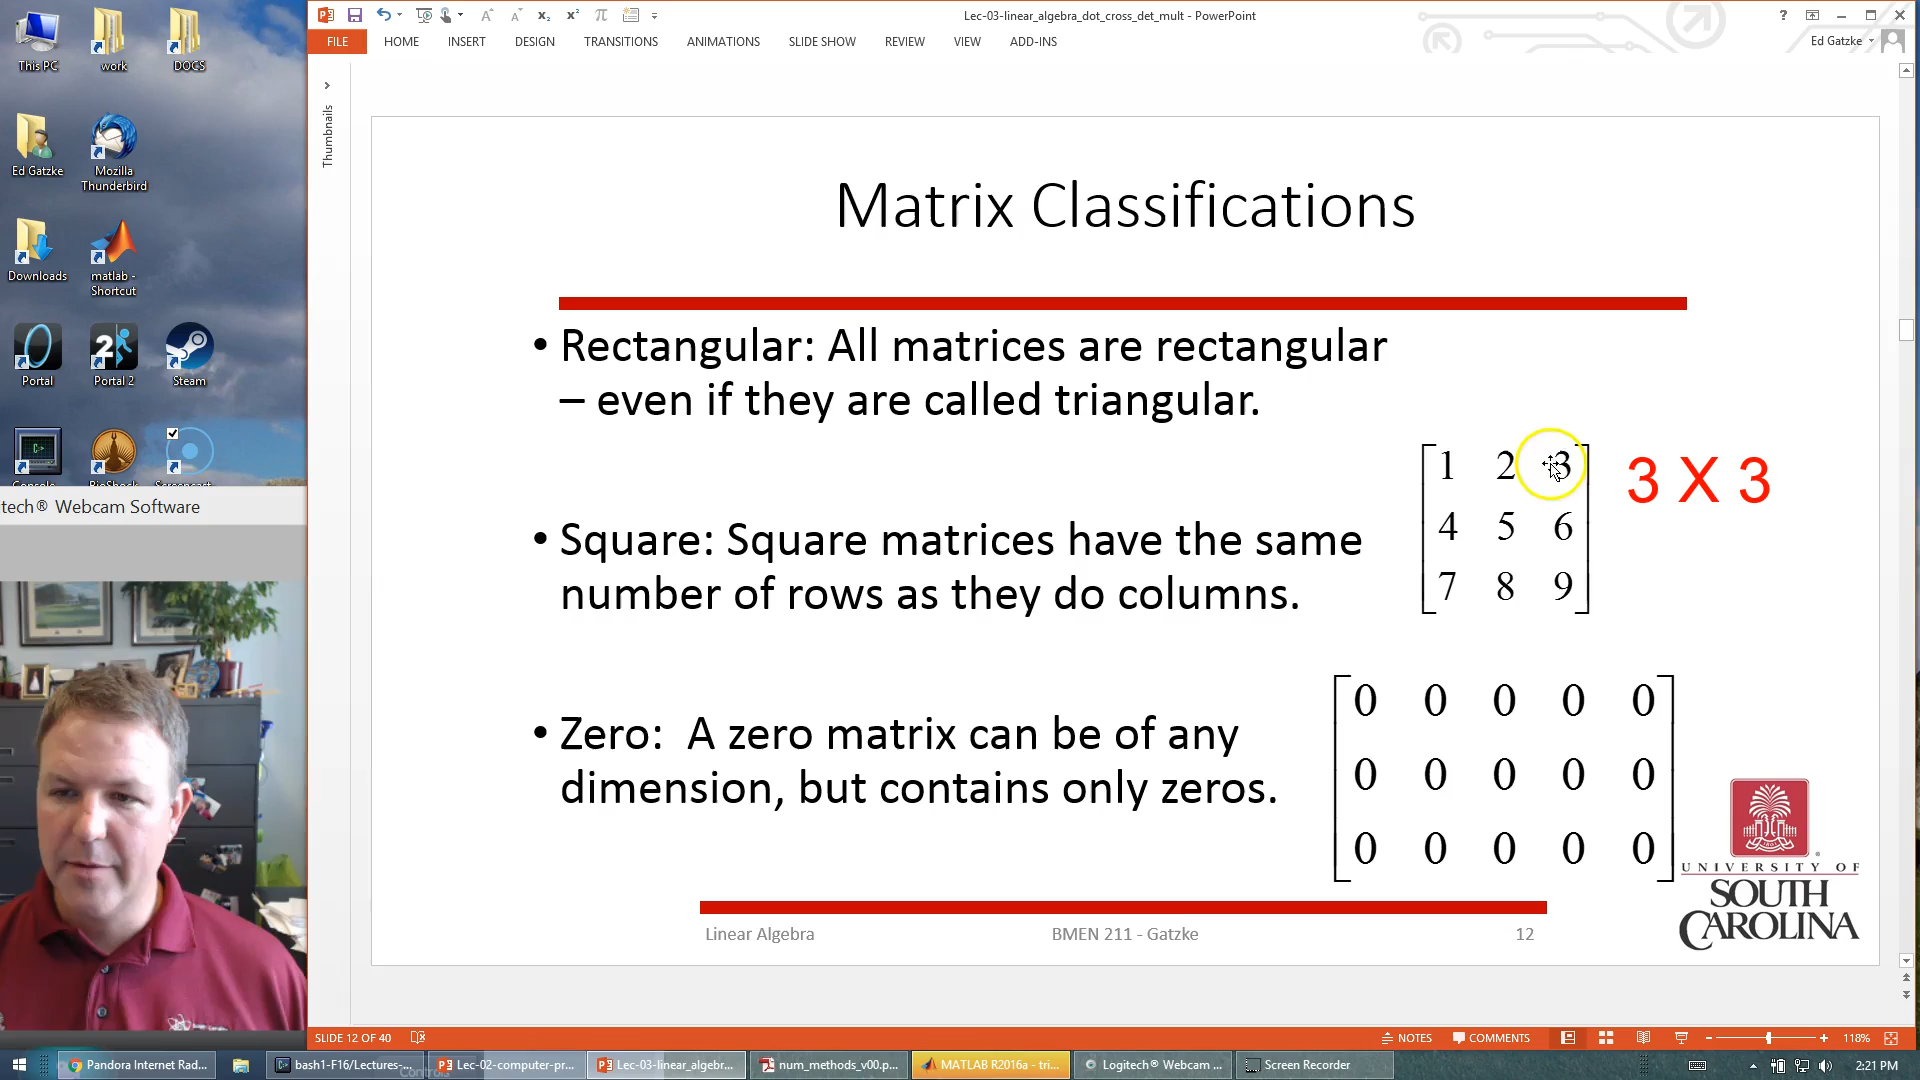 Lec-03-linear_algebra_dot_cross_det_mult - PowerPoint
FILE HOME INSERT DESIGN TRANSITIONS ANIMATIONS SLIDE SHOW REVIEW VIEW ADD-INS
Ed Gatzke
This PC
work
DOCS
Ed Gatzke
Mozilla Thunderbird
Downloads
matlab - Shortcut
Portal
Portal 2
Steam
Console
BioShock
Screencast
tech® Webcam Software
Thumbnails
Matrix Classifications
• Rectangular: All matrices are rectangular
– even if they are called triangular.
• Square: Square matrices have the same
number of rows as they do columns.
1 2 3
4 5 6
7 8 9
3 X 3
• Zero: A zero matrix can be of any
dimension, but contains only zeros.
0 0 0 0 0
0 0 0 0 0
0 0 0 0 0
UNIVERSITY OF
SOUTH
CAROLINA
Linear Algebra
BMEN 211 - Gatzke
12
SLIDE 12 OF 40
NOTES
COMMENTS
118%
Pandora Internet Rad...
bash1-F16/Lectures-...
Lec-02-computer-pr...
Lec-03-linear_algebr...
num_methods_v00.p...
MATLAB R2016a - tri...
Logitech® Webcam ...
Screen Recorder
2:21 PM